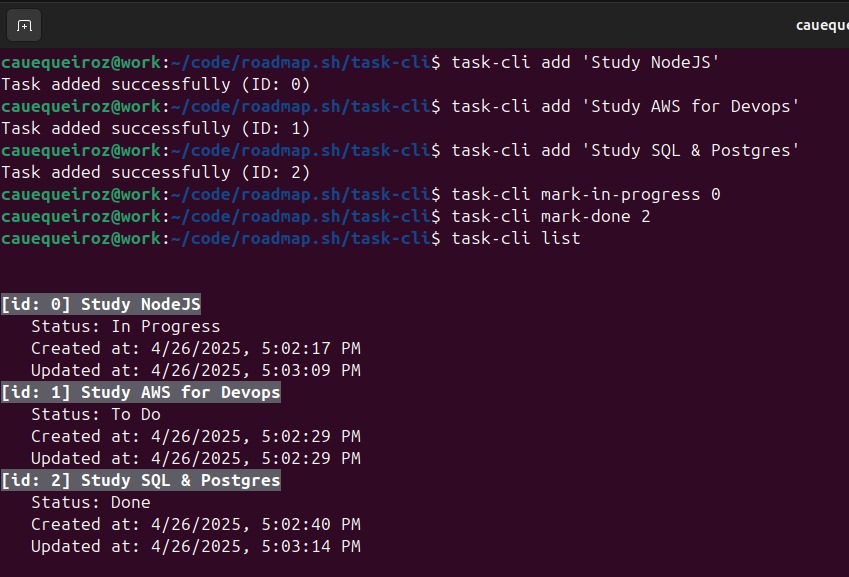 caueque
cauequeiroz@work:~/code/roadmap.sh/task-cli$ task-cli add 'Study NodeJS'
Task added successfully (ID: 0)
cauequeiroz@work:~/code/roadmap.sh/task-cli$ task-cli add 'Study AWS for Devops'
Task added successfully (ID: 1)
cauequeiroz@work:~/code/roadmap.sh/task-cli$ task-cli add 'Study SQL & Postgres'
Task added successfully (ID: 2)
cauequeiroz@work:~/code/roadmap.sh/task-cli$ task-cli mark-in-progress 0
cauequeiroz@work:~/code/roadmap.sh/task-cli$ task-cli mark-done 2
cauequeiroz@work:~/code/roadmap.sh/task-cli$ task-cli list
[id: 0] Study NodeJS
Status: In Progress
Created at: 4/26/2025, 5:02:17 PM
Updated at: 4/26/2025, 5:03:09 PM
[id: 1] Study AWS for Devops
Status: To Do
Created at: 4/26/2025, 5:02:29 PM
Updated at: 4/26/2025, 5:02:29 PM
[id: 2] Study SQL & Postgres
Status: Done
Created at: 4/26/2025, 5:02:40 PM
Updated at: 4/26/2025, 5:03:14 PM